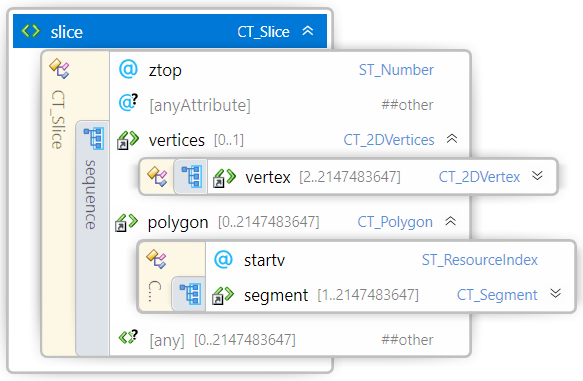 slice CT_Slice
CT_Slice
sequence
@ ztop ST_Number
@? [anyAttribute] ##other
vertices [0..1] CT_2DVertices
vertex [2..2147483647] CT_2DVertex
polygon [0..2147483647] CT_Polygon
C...
@ startv ST_ResourceIndex
segment [1..2147483647] CT_Segment
? [any] [0..2147483647] ##other